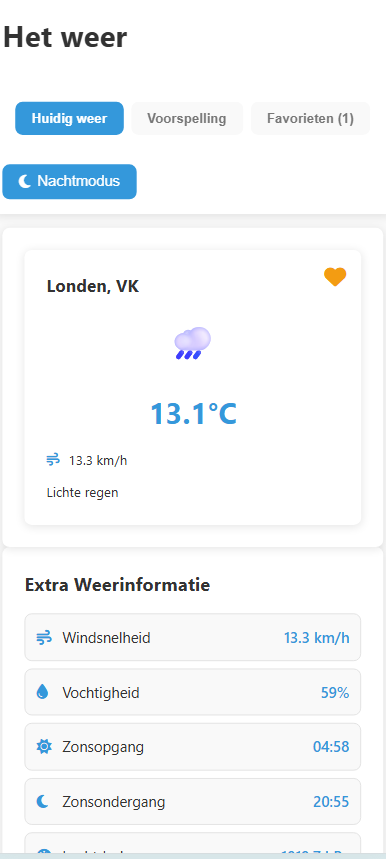 Het weer
Huidig weer
Voorspelling
Favorieten (1)
Nachtmodus
Londen, VK
13.1°C
13.3 km/h
Lichte regen
Extra Weerinformatie
Windsnelheid 13.3 km/h
Vochtigheid 59%
Zonsopgang 04:58
Zonsondergang 20:55